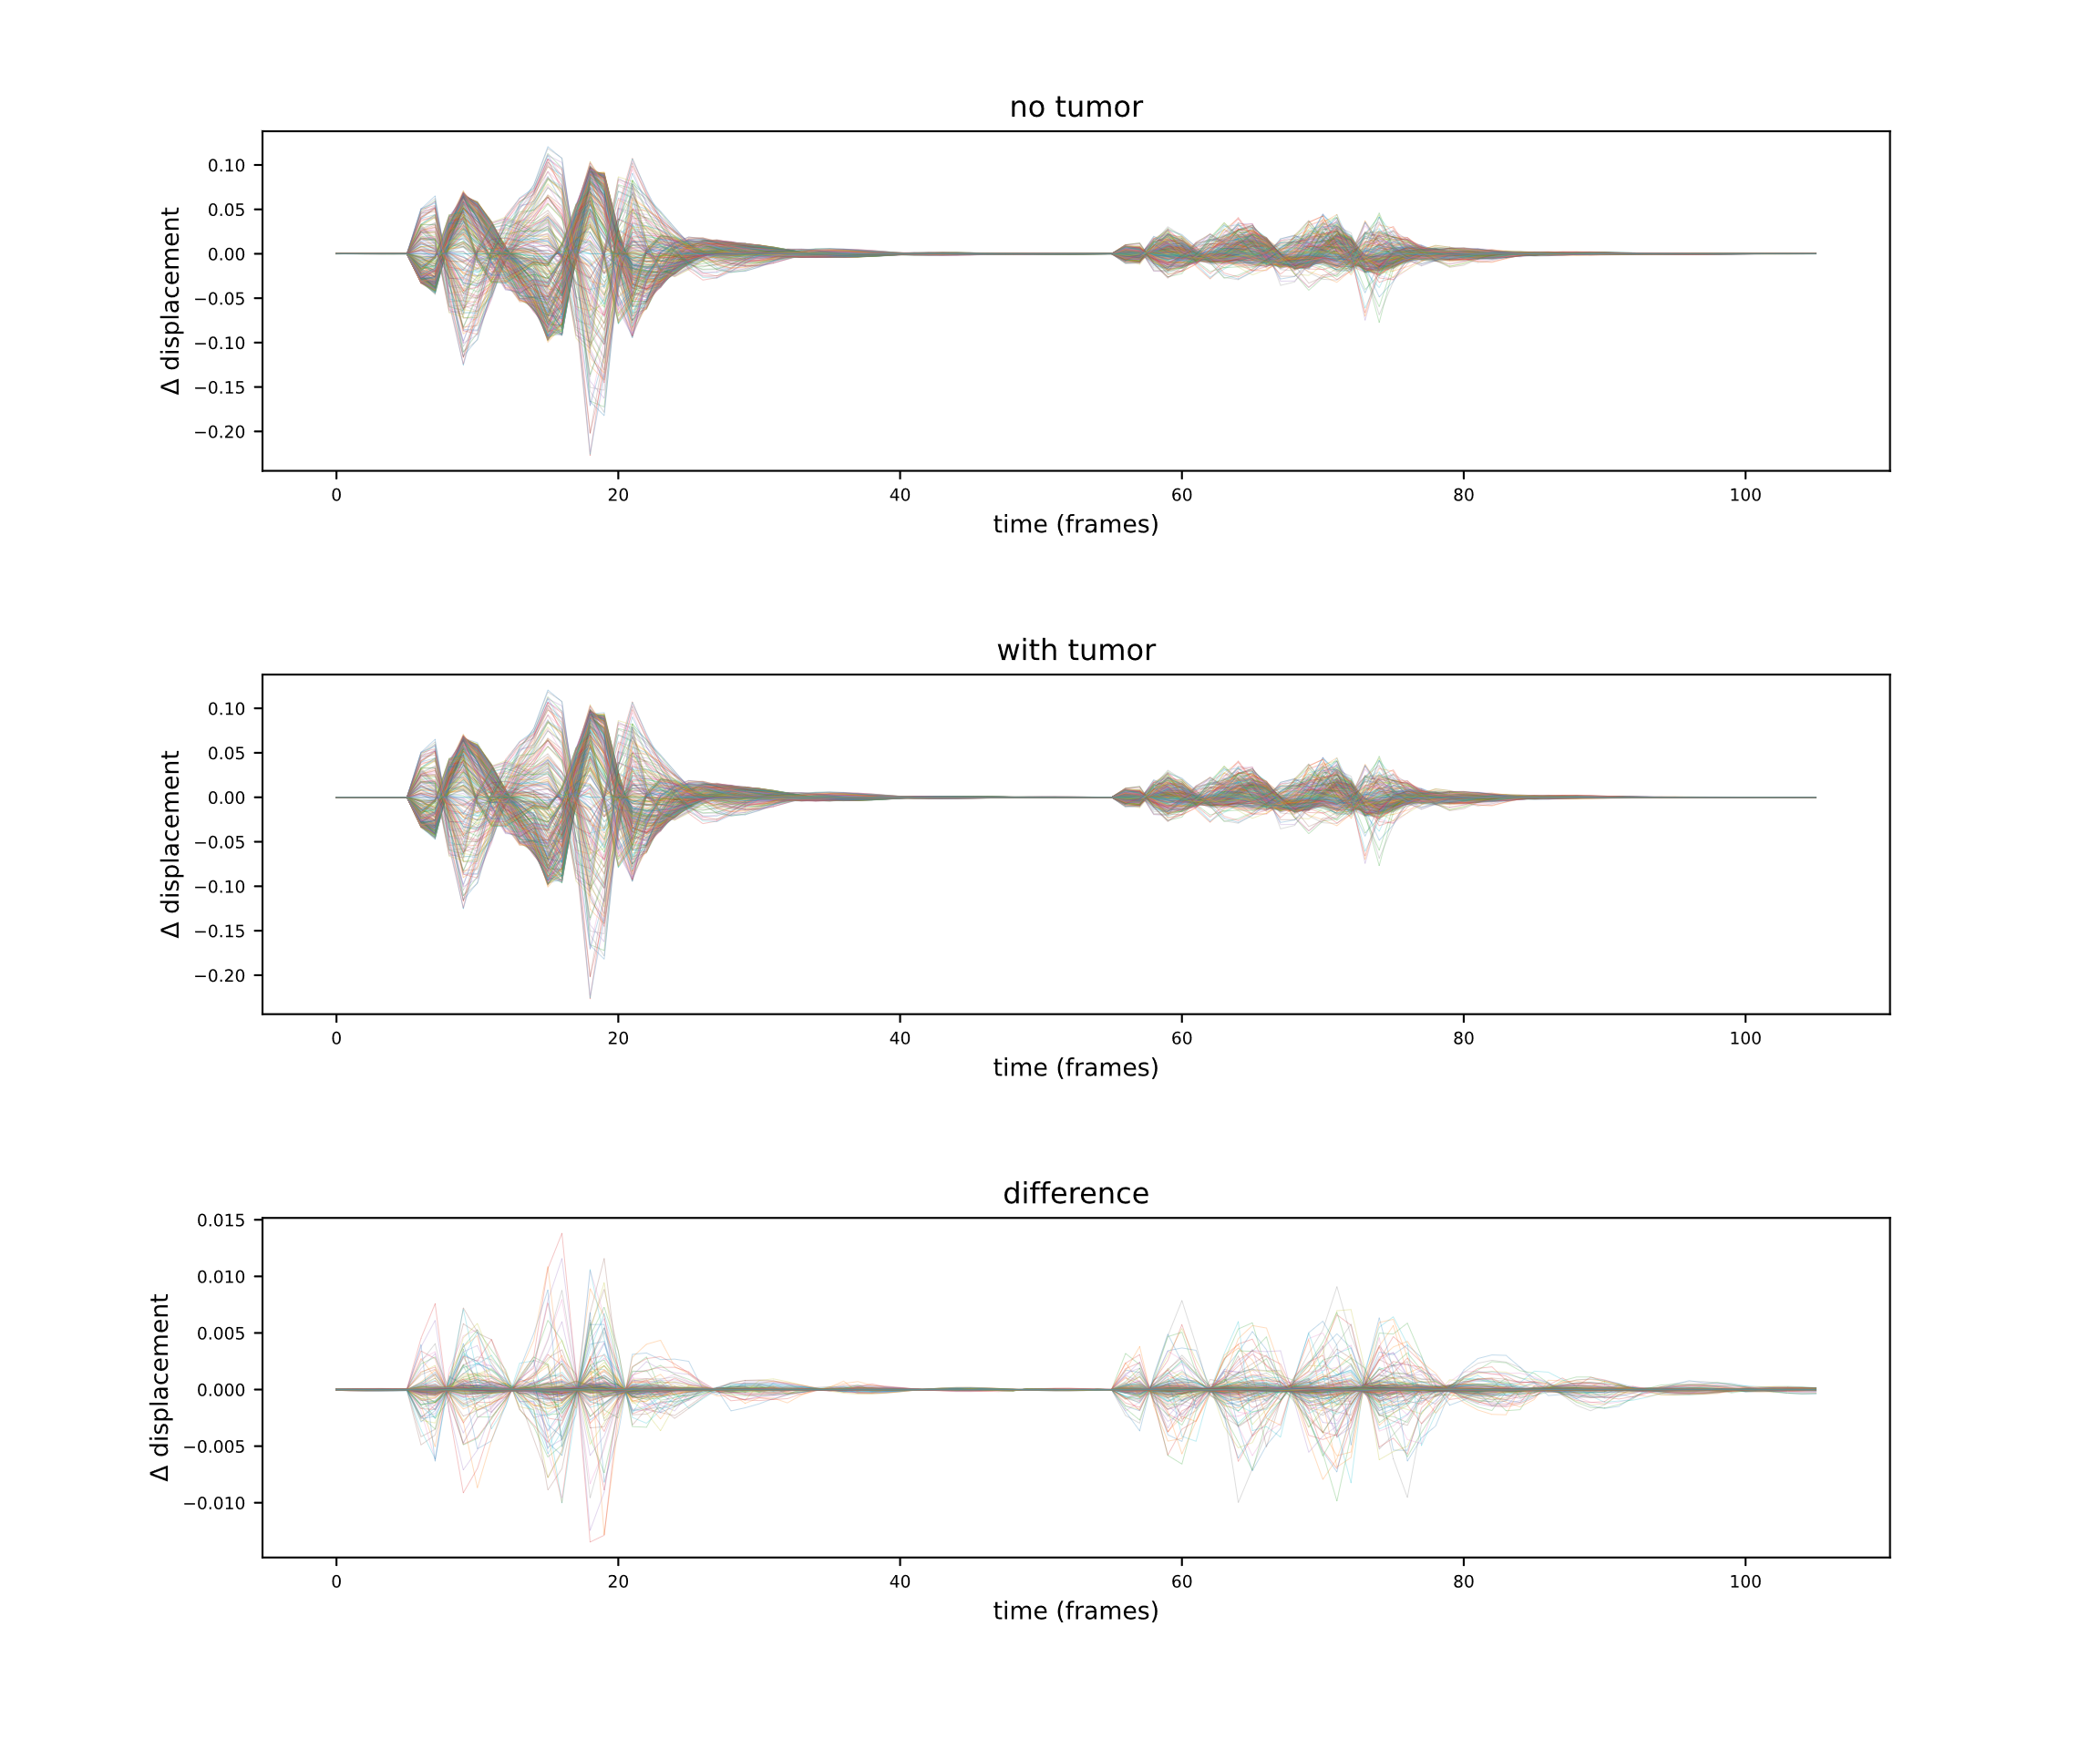 no tumor
Δ displacement
0.10
0.05
0.00
−0.05
−0.10
−0.15
−0.20
0 20 40 60 80 100
time (frames)
with tumor
Δ displacement
0.10
0.05
0.00
−0.05
−0.10
−0.15
−0.20
0 20 40 60 80 100
time (frames)
difference
Δ displacement
0.015
0.010
0.005
0.000
−0.005
−0.010
0 20 40 60 80 100
time (frames)